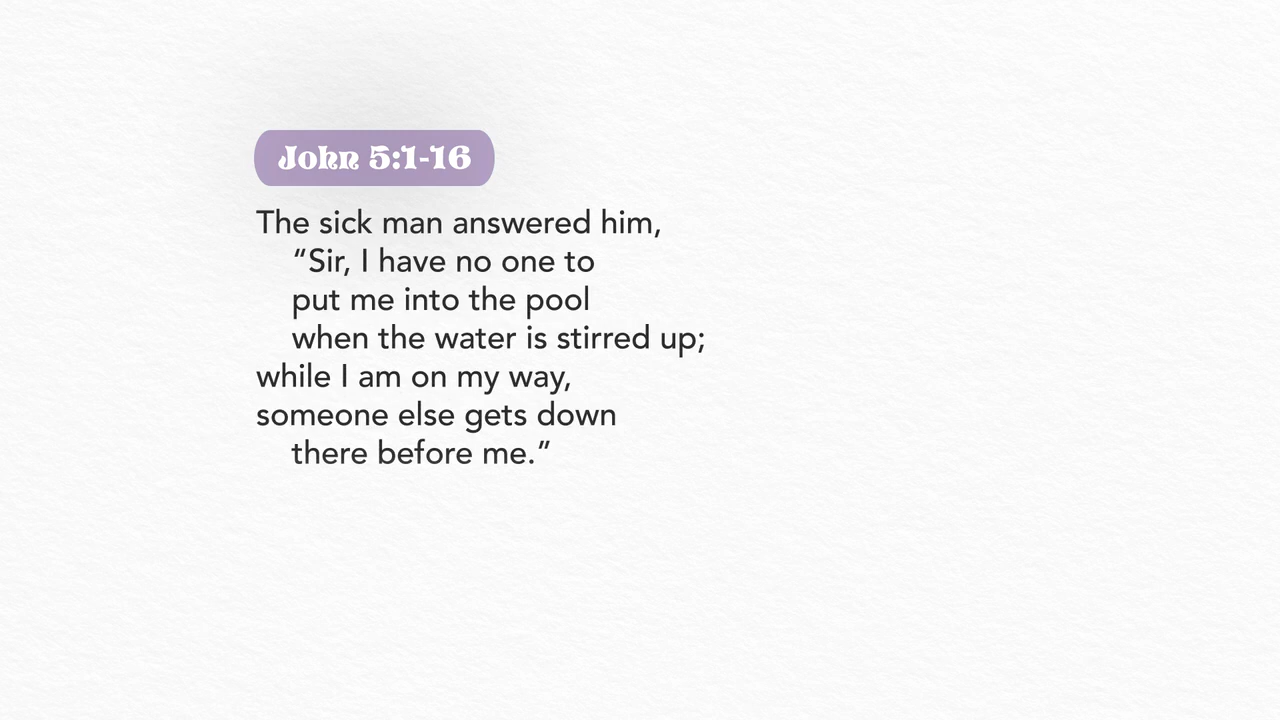 John 5:1-16
The sick man answered him,
“Sir, I have no one to
put me into the pool
when the water is stirred up;
while I am on my way,
someone else gets down
there before me.”